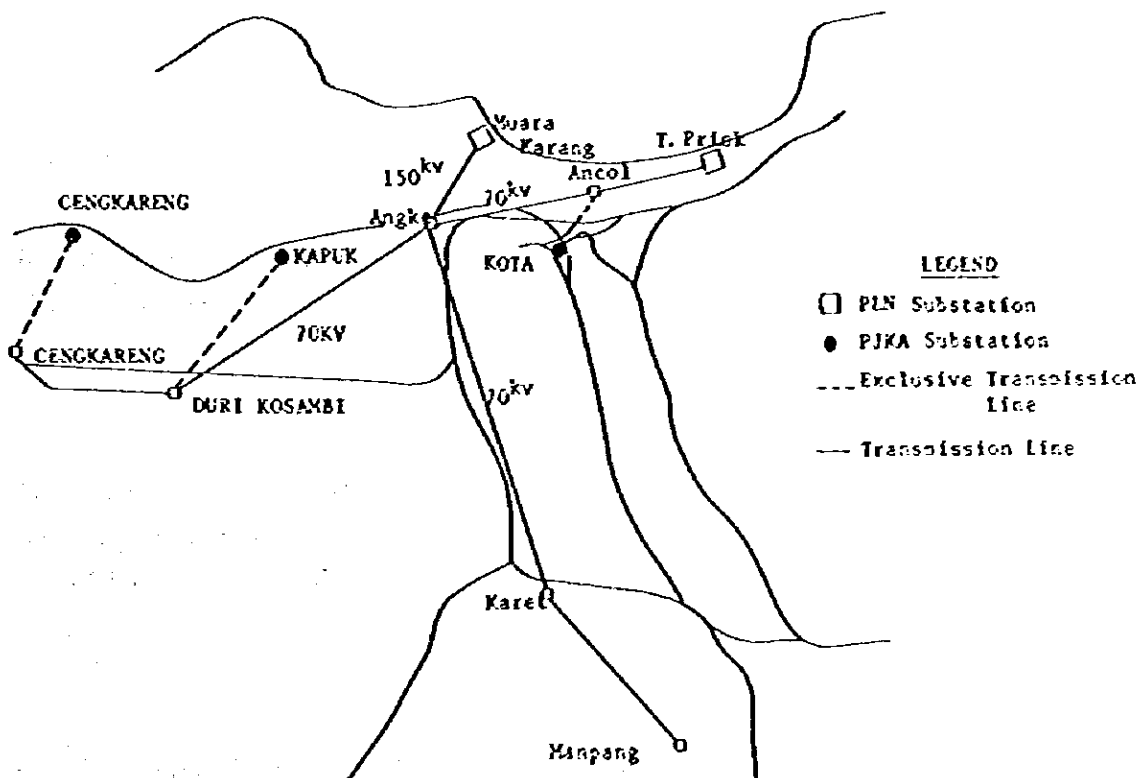 Muara
Karang
T. Priok
Ancol
150kv
70kv
CENGKARENG
Angke
KAPUK
KOTA
70KV
CENGKARENG
DURI KOSAMBI
70kv
Karet
Manpang
LEGEND
PLN Substation
PJKA Substation
Exclusive Transmission
Line
Transmission Line